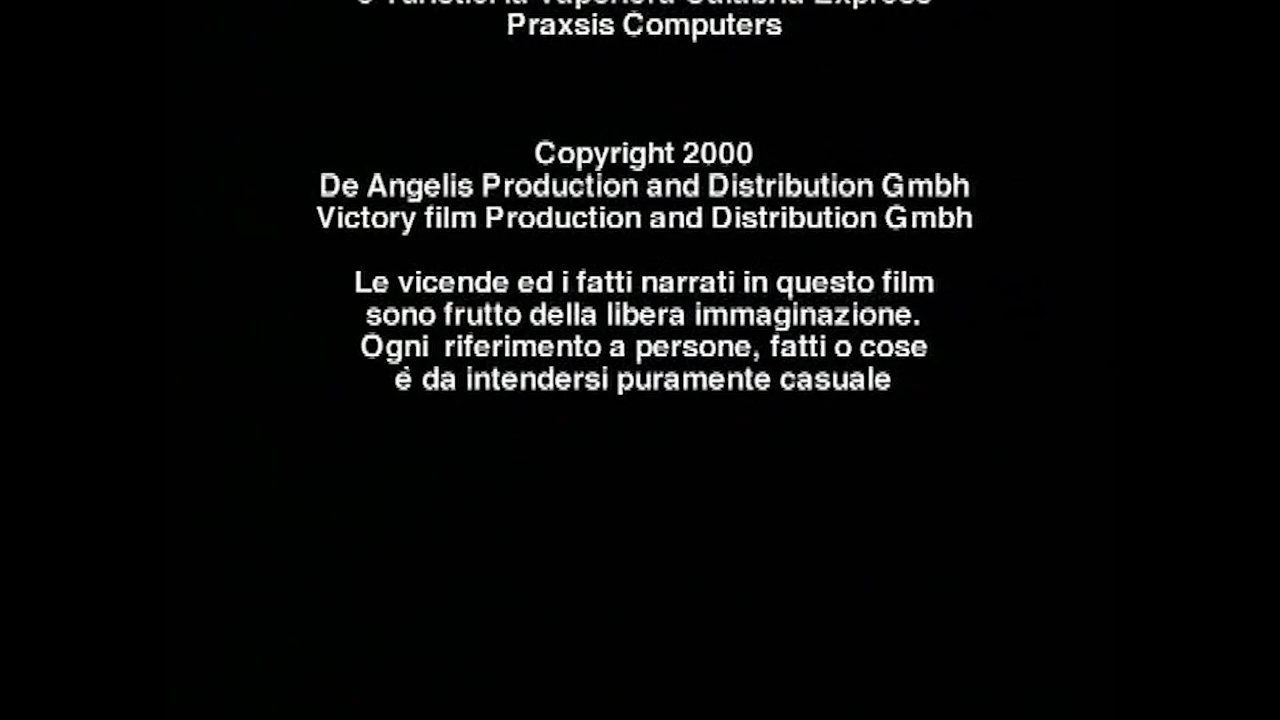 Praxsis Computers
Copyright 2000
De Angelis Production and Distribution Gmbh
Victory film Production and Distribution Gmbh
Le vicende ed i fatti narrati in questo film
sono frutto della libera immaginazione.
Ogni riferimento a persone, fatti o cose
è da intendersi puramente casuale